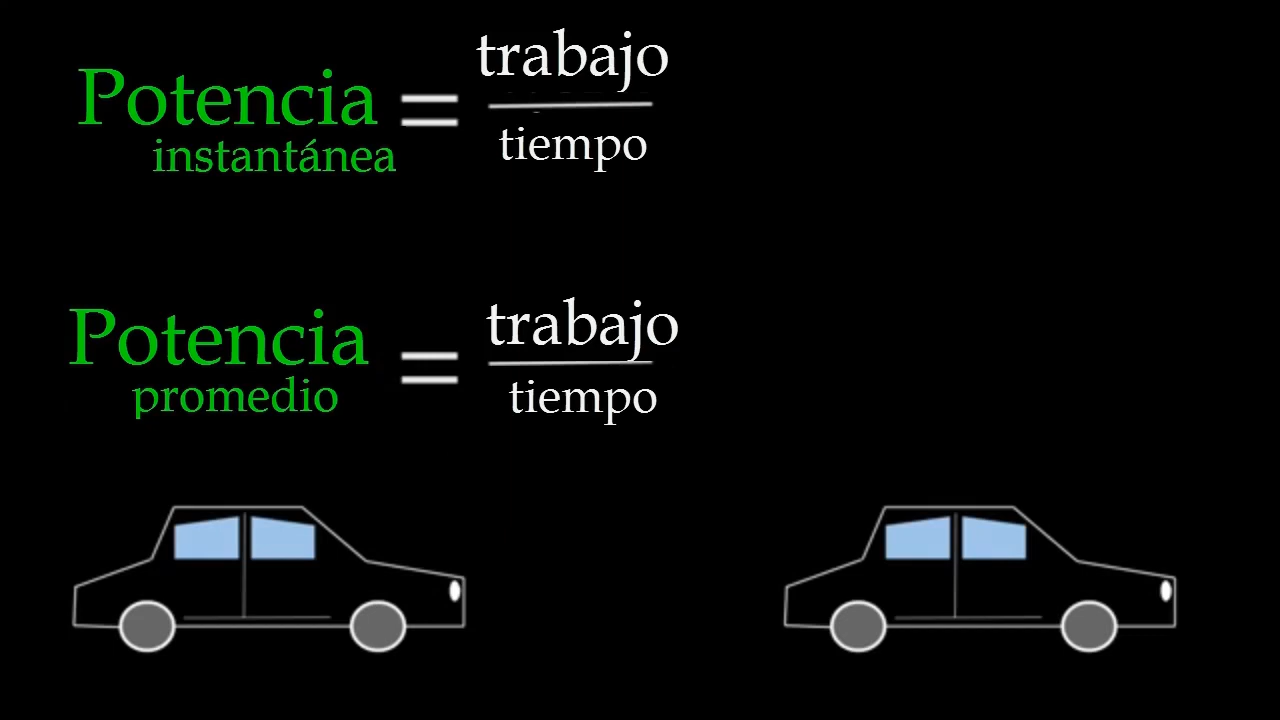 trabajo
Potencia =
instantánea
tiempo
trabajo
Potencia =
promedio
tiempo